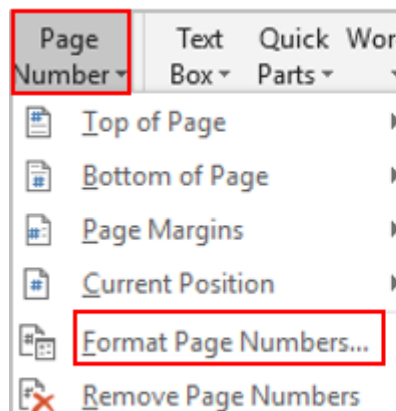 Page Text Quick Wor
Number Box Parts
Top of Page
Bottom of Page
Page Margins
Current Position
Format Page Numbers...
Remove Page Numbers